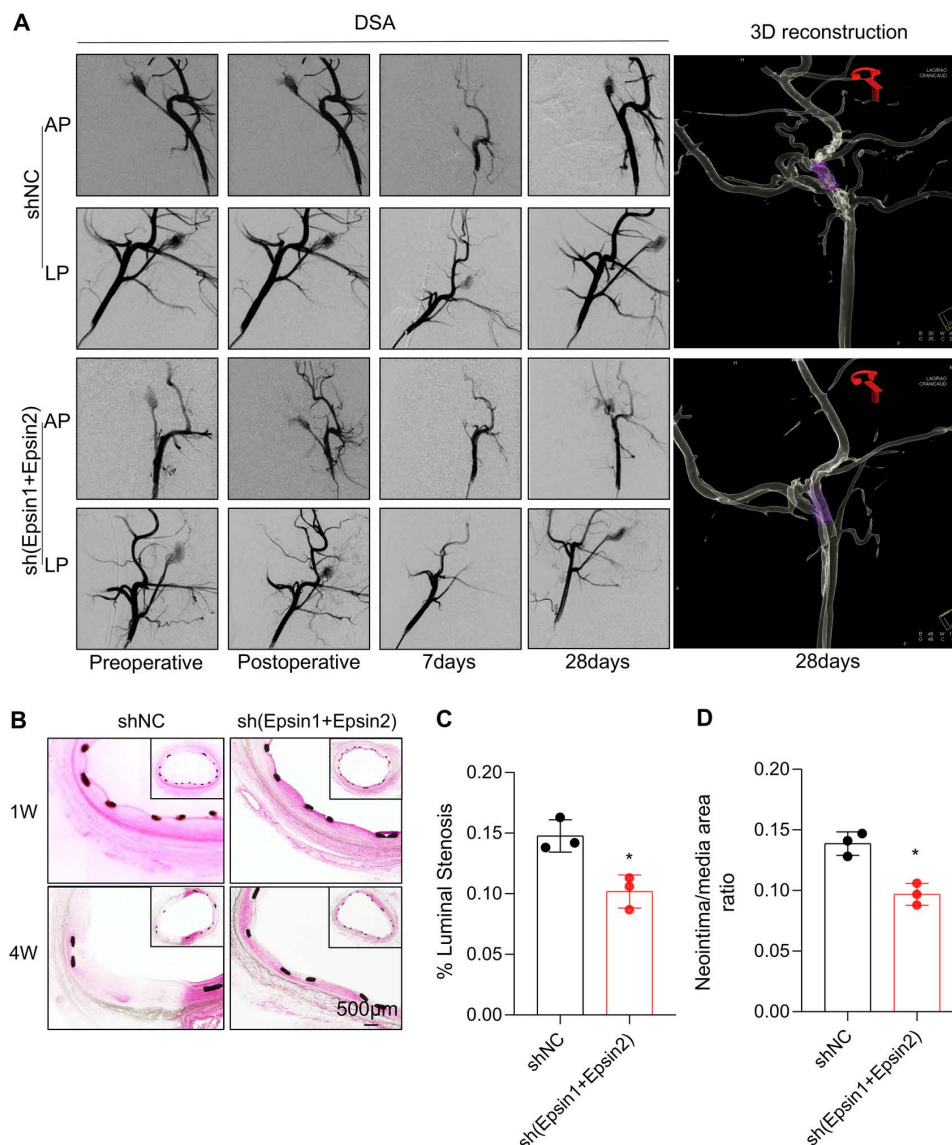 A
DSA
3D reconstruction
shNC
AP
LP
sh(Epsin1+Epsin2)
AP
LP
LAO/RAO
CRAN/CAUD
LAO/RAO
CRAN/CAUD
Preoperative
Postoperative
7days
28days
28days
B
shNC
sh(Epsin1+Epsin2)
1W
4W
500μm
C
% Luminal Stenosis
0.20
0.15
0.10
0.05
0.00
*
shNC
sh(Epsin1+Epsin2)
D
Neointima/media area
ratio
0.20
0.15
0.10
0.05
0.00
*
shNC
sh(Epsin1+Epsin2)